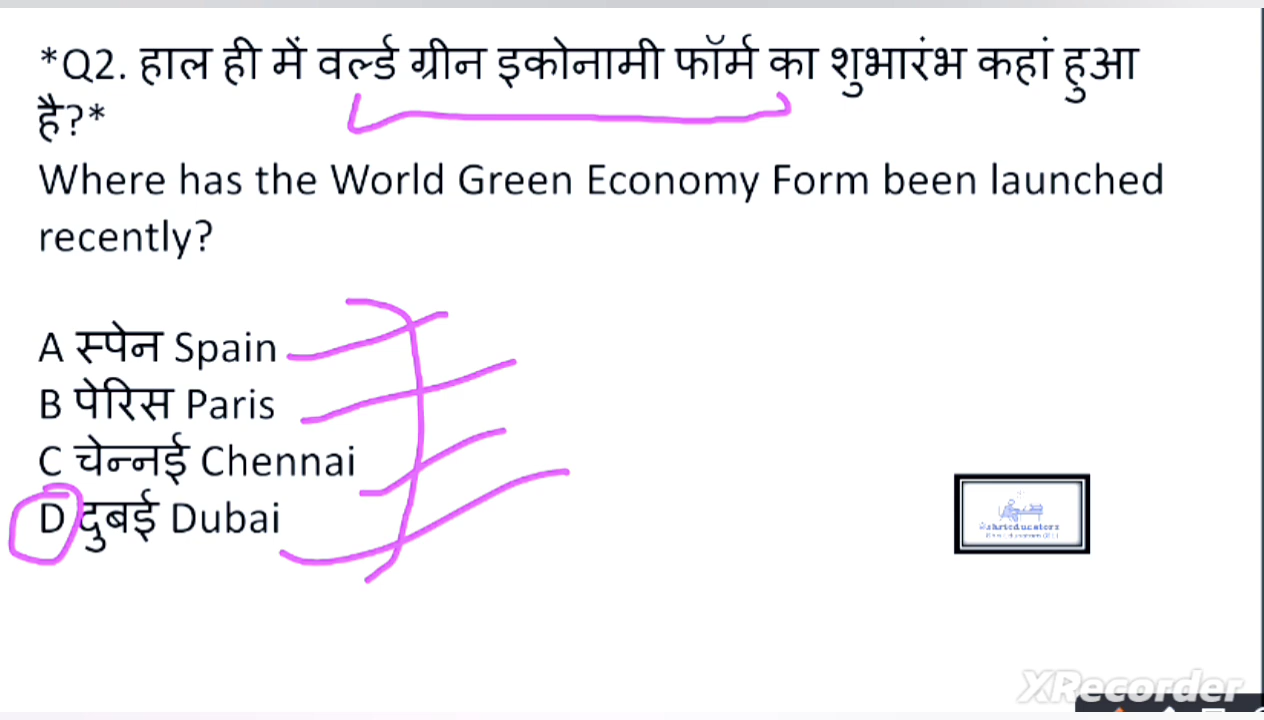 *Q2. हाल ही में वर्ल्ड ग्रीन इकोनामी फॉर्म का शुभारंभ कहां हुआ
है?*
Where has the World Green Economy Form been launched
recently?
A स्पेन Spain
B पेरिस Paris
C चेन्नई Chennai
D दुबई Dubai
XRecorder